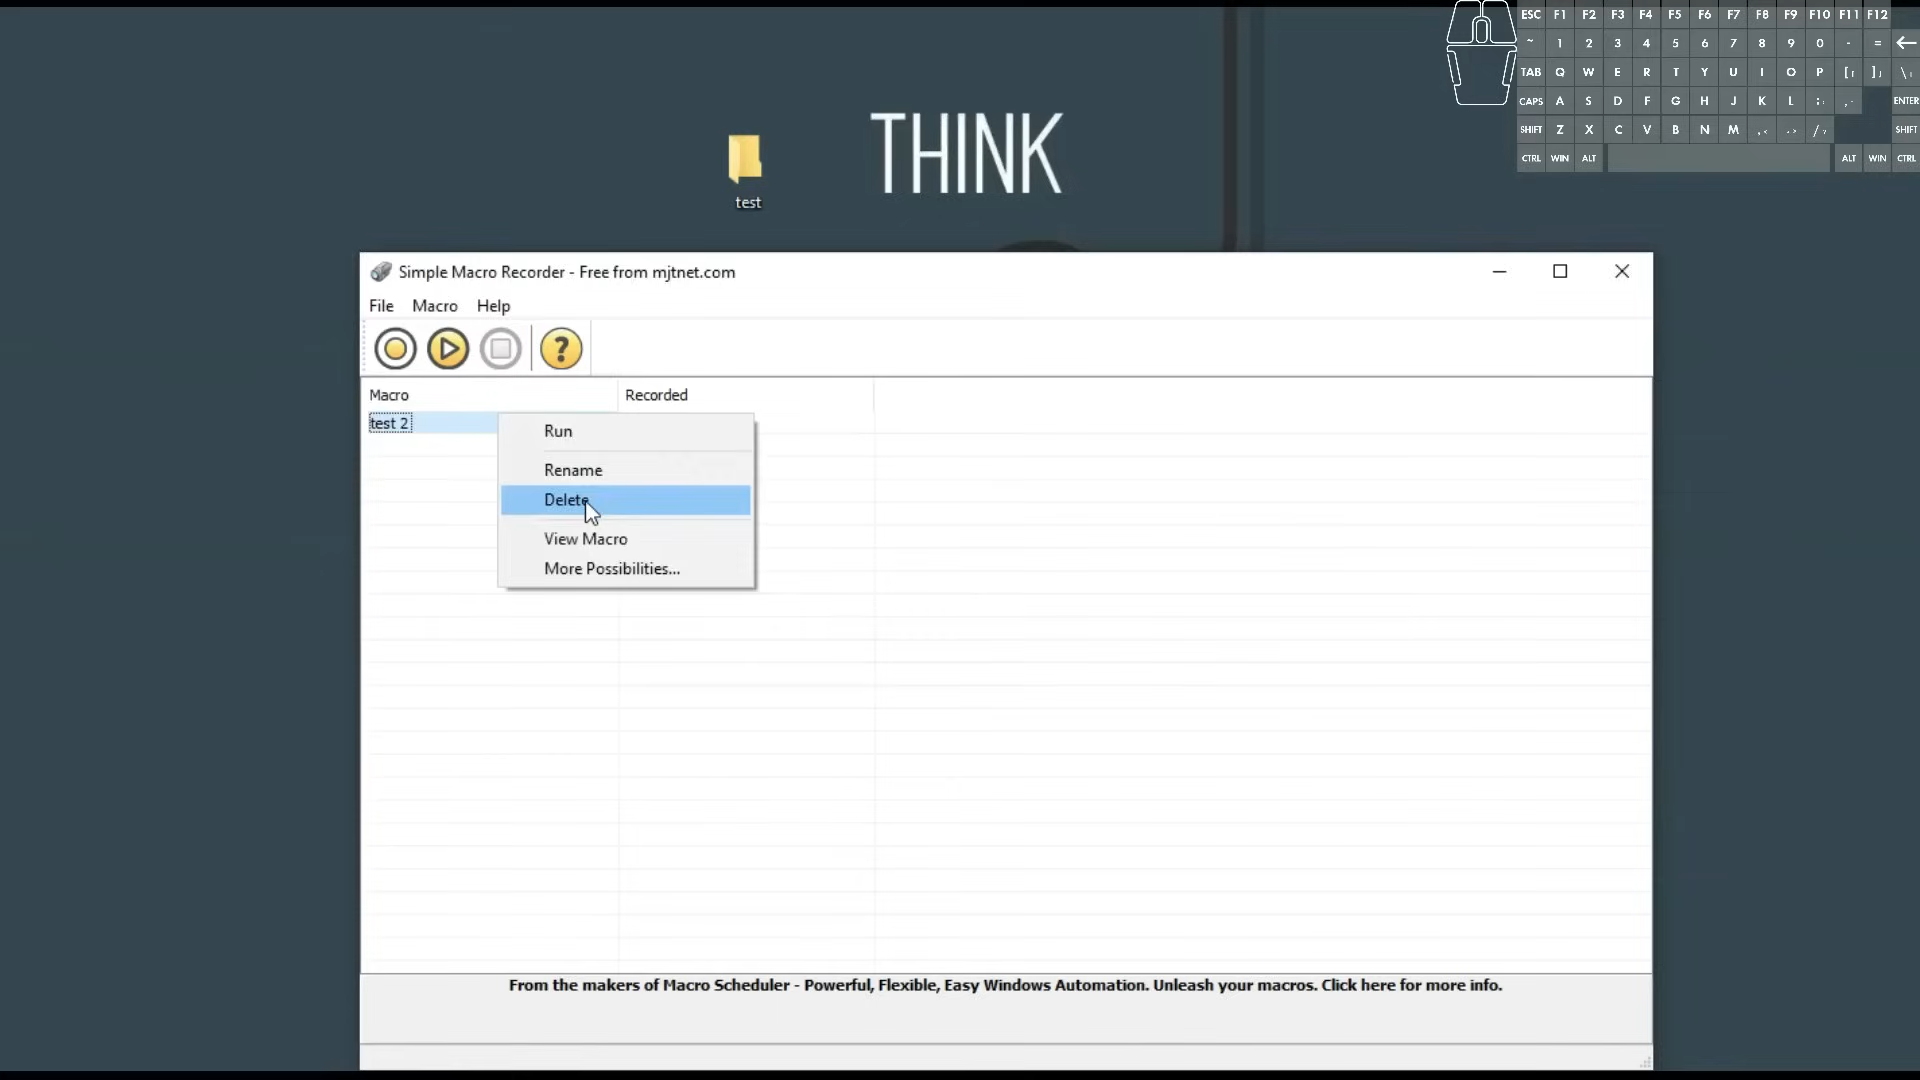 ESC F1 F2 F3 F4 F5 F6 F7 F8 F9 F10 F11 F12
~ 1 2 3 4 5 6 7 8 9 0 - = ←
TAB Q W E R T Y U I O P [ ] \
CAPS A S D F G H J K L ; ENTER
SHIFT Z X C V B N M , . / SHIFT
CTRL WIN ALT ALT WIN CTRL
THINK
test
Simple Macro Recorder - Free from mjtnet.com
File Macro Help
?
Macro Recorded
test 2
Run
Rename
Delete
View Macro
More Possibilities...
From the makers of Macro Scheduler - Powerful, Flexible, Easy Windows Automation. Unleash your macros. Click here for more info.